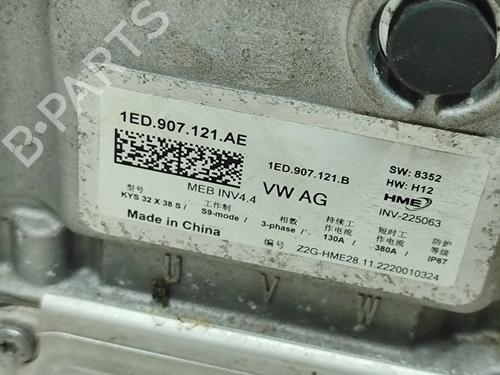 1ED.907.121.AE
1ED.907.121.B
SW: 8352
HW: H12
MEB INV4.4
VW AG
HME
INV-225063
型号
KYS 32 X 38 S /
工作制
S9-mode /
相数
3-phase /
持续工
作电流
130A /
短时工
作电流
380A /
防护
等级
IP67
Made in China
编号
Z2G-HME28.11.2220010324
U V W
B-PARTS